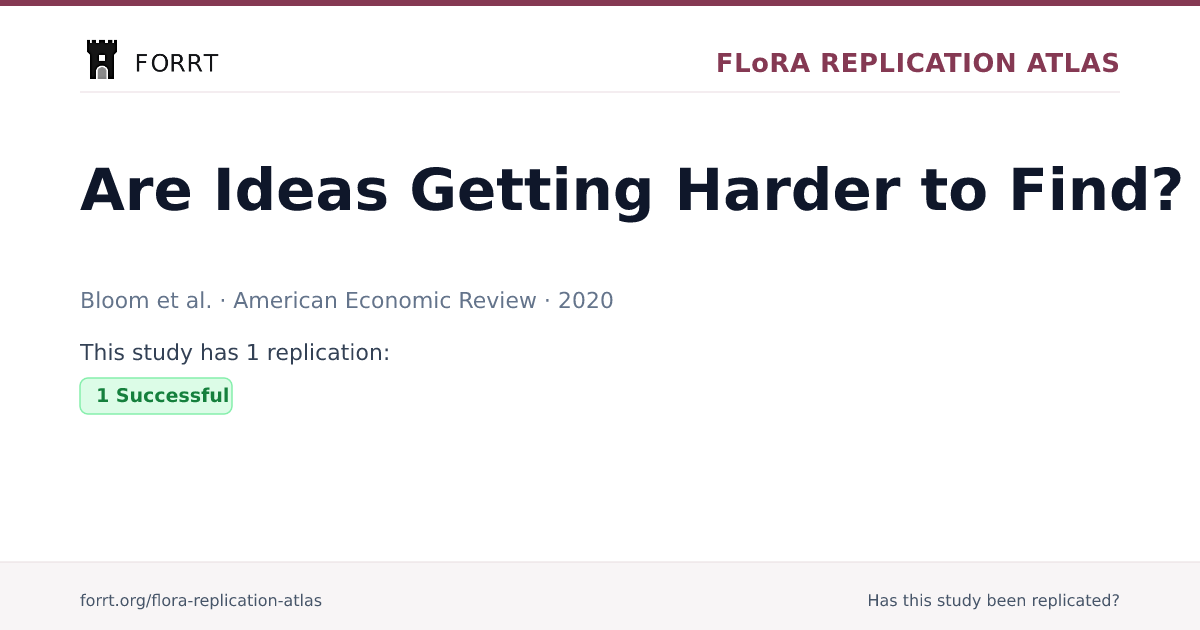 FORRT
FLoRA REPLICATION ATLAS
Are Ideas Getting Harder to Find?
Bloom et al. · American Economic Review · 2020
This study has 1 replication:
1 Successful
forrt.org/flora-replication-atlas
Has this study been replicated?